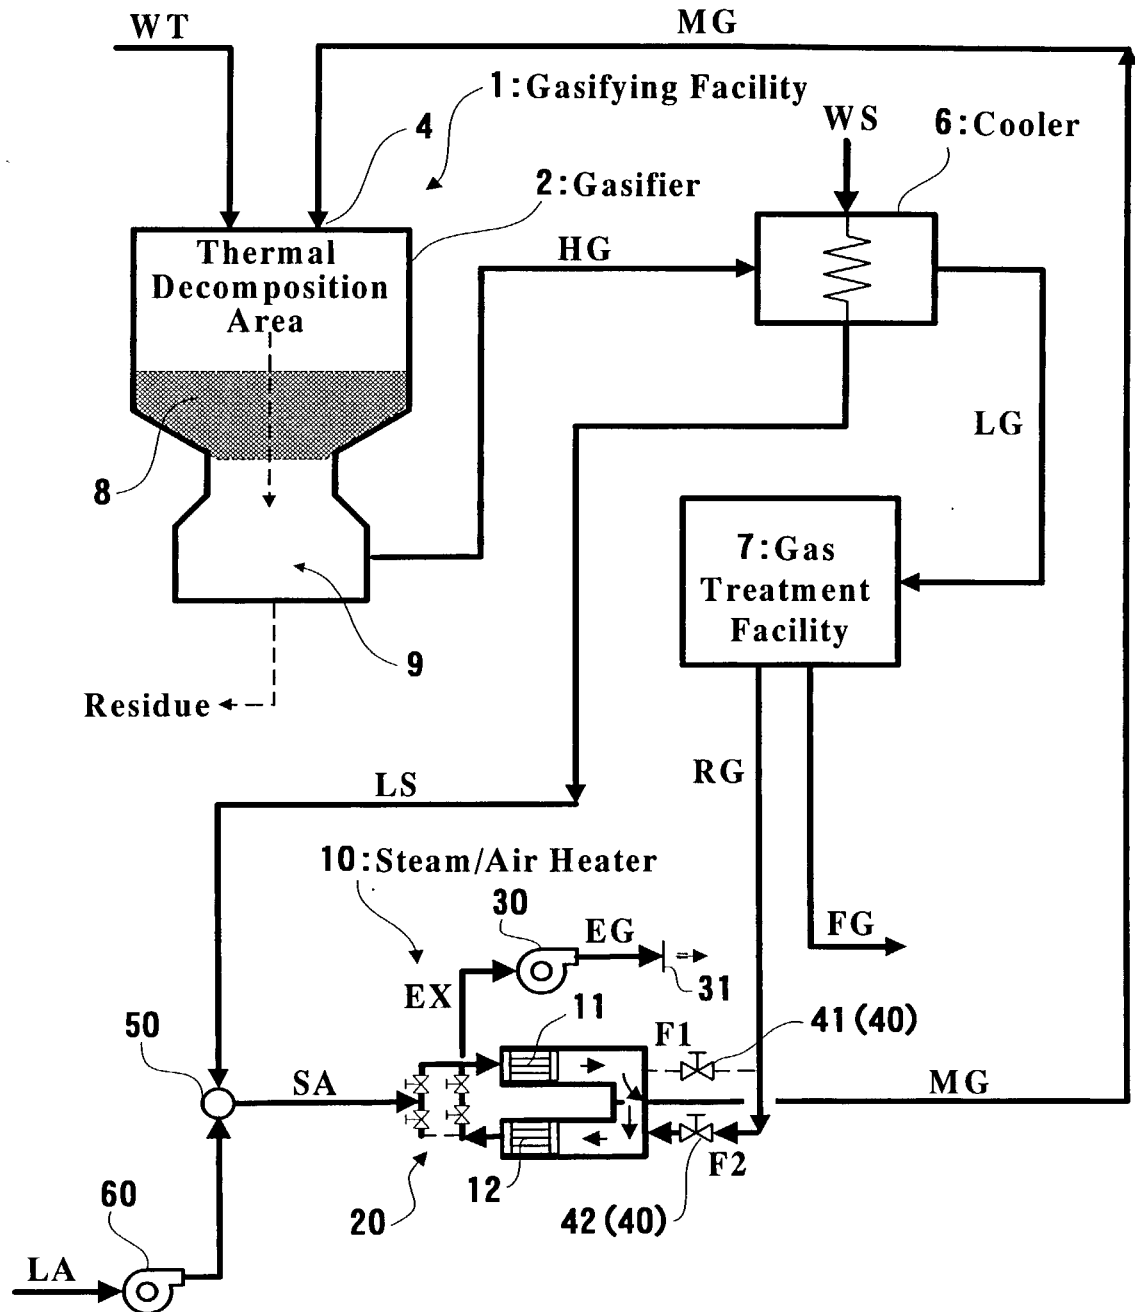 WT
MG
1:Gasifying Facility
4
WS
6:Cooler
2:Gasifier
HG
Thermal
Decomposition
Area
LG
8
7:Gas
Treatment
Facility
9
Residue
RG
LS
10:Steam/Air Heater
30
EG
FG
EX
31
11
41(40)
F1
50
SA
MG
F2
12
20
42(40)
60
LA